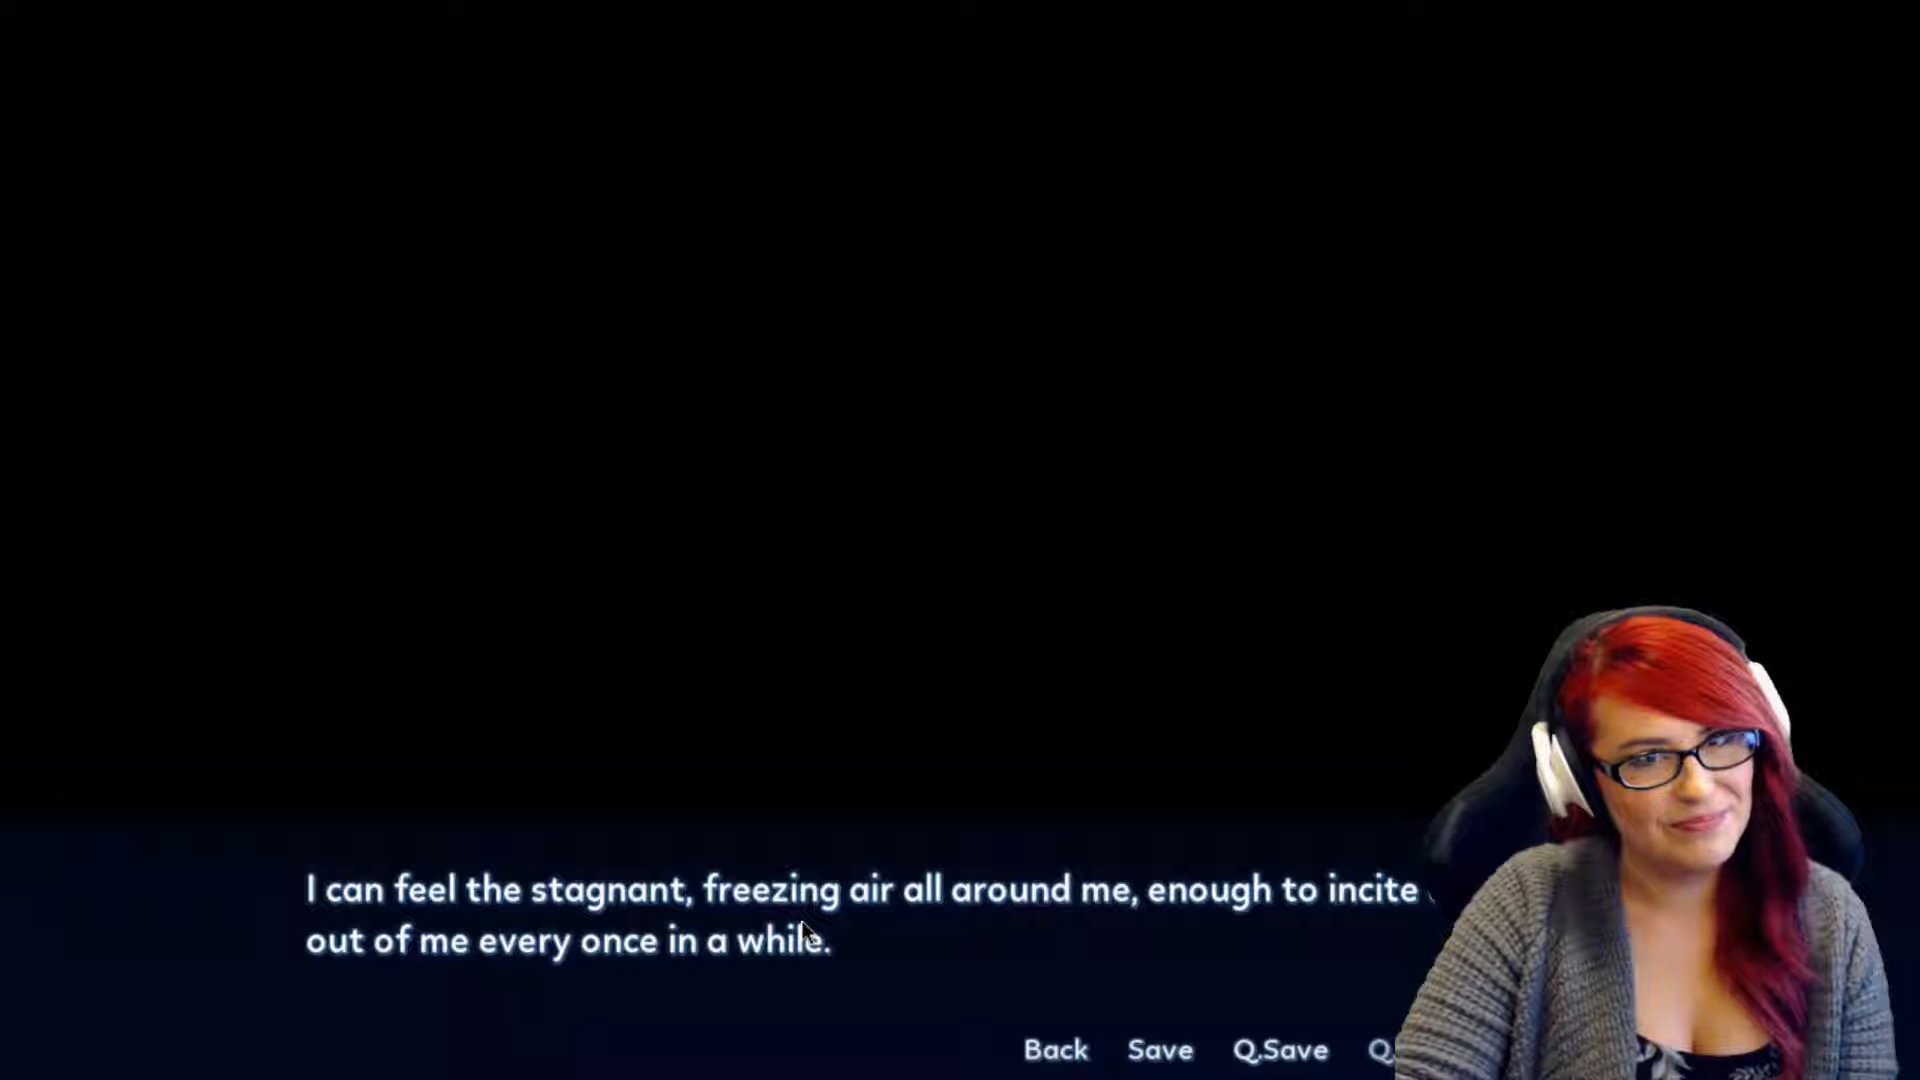 I can feel the stagnant, freezing air all around me, enough to incite
out of me every once in a while.
Back Save Q.Save Q.